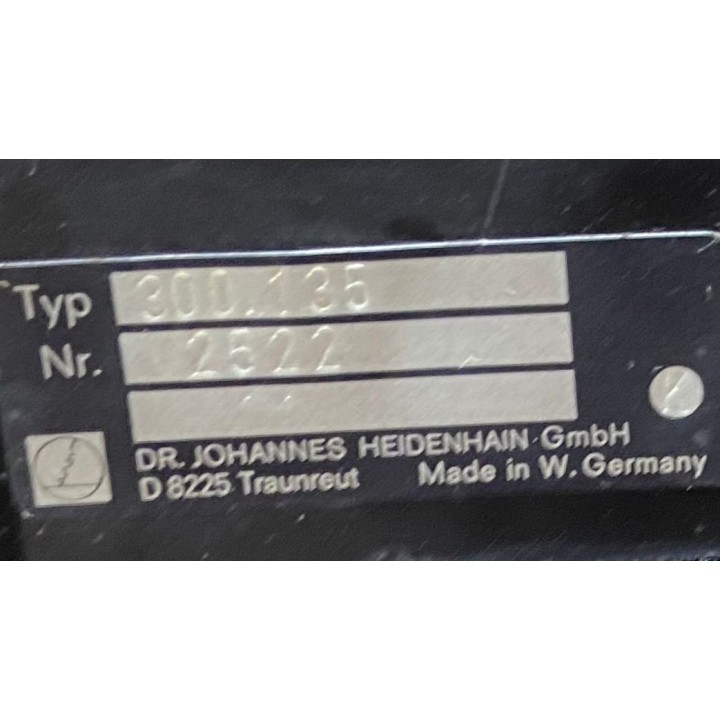 Typ 300.135
Nr. 2522
DR. JOHANNES HEIDENHAIN GmbH
D 8225 Traunreut Made in W. Germany